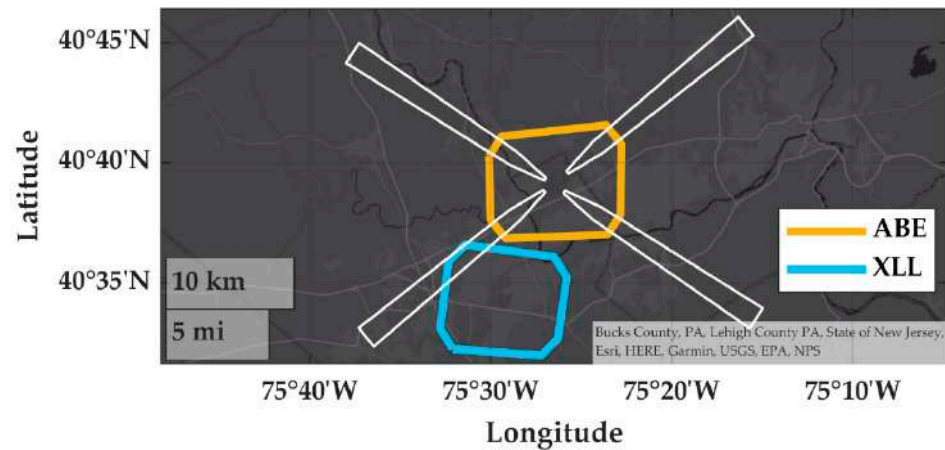 40°45'N
40°40'N
40°35'N
Latitude
10 km
5 mi
ABE
XLL
Bucks County, PA, Lehigh County PA, State of New Jersey,
Esri, HERE, Garmin, USGS, EPA, NPS
75°40'W 75°30'W 75°20'W 75°10'W
Longitude